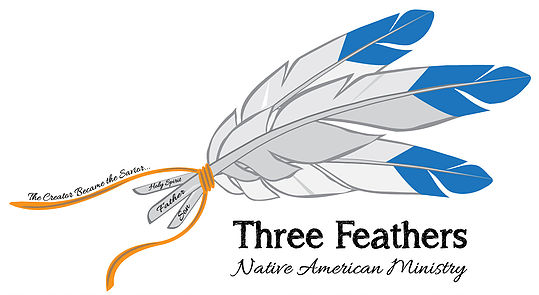 The Creator Became the Savior...
Holy Spirit
Father
Son
Three Feathers
Native American Ministry